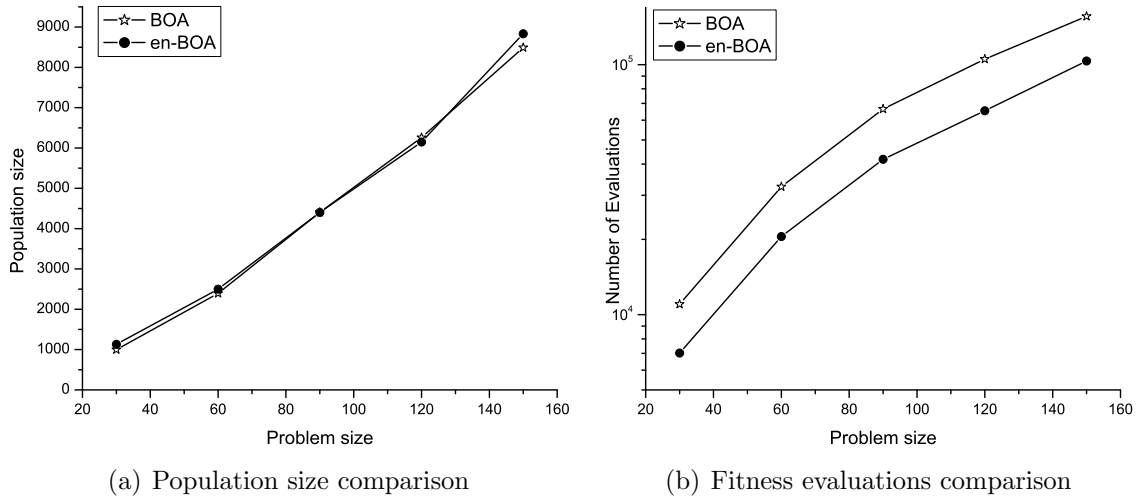 BOA
en-BOA
9000
8000
7000
6000
5000
4000
3000
2000
1000
0
20 40 60 80 100 120 140 160
Population size
Problem size
(a) Population size comparison
BOA
en-BOA
10^5
10^4
20 40 60 80 100 120 140 160
Number of Evaluations
Problem size
(b) Fitness evaluations comparison